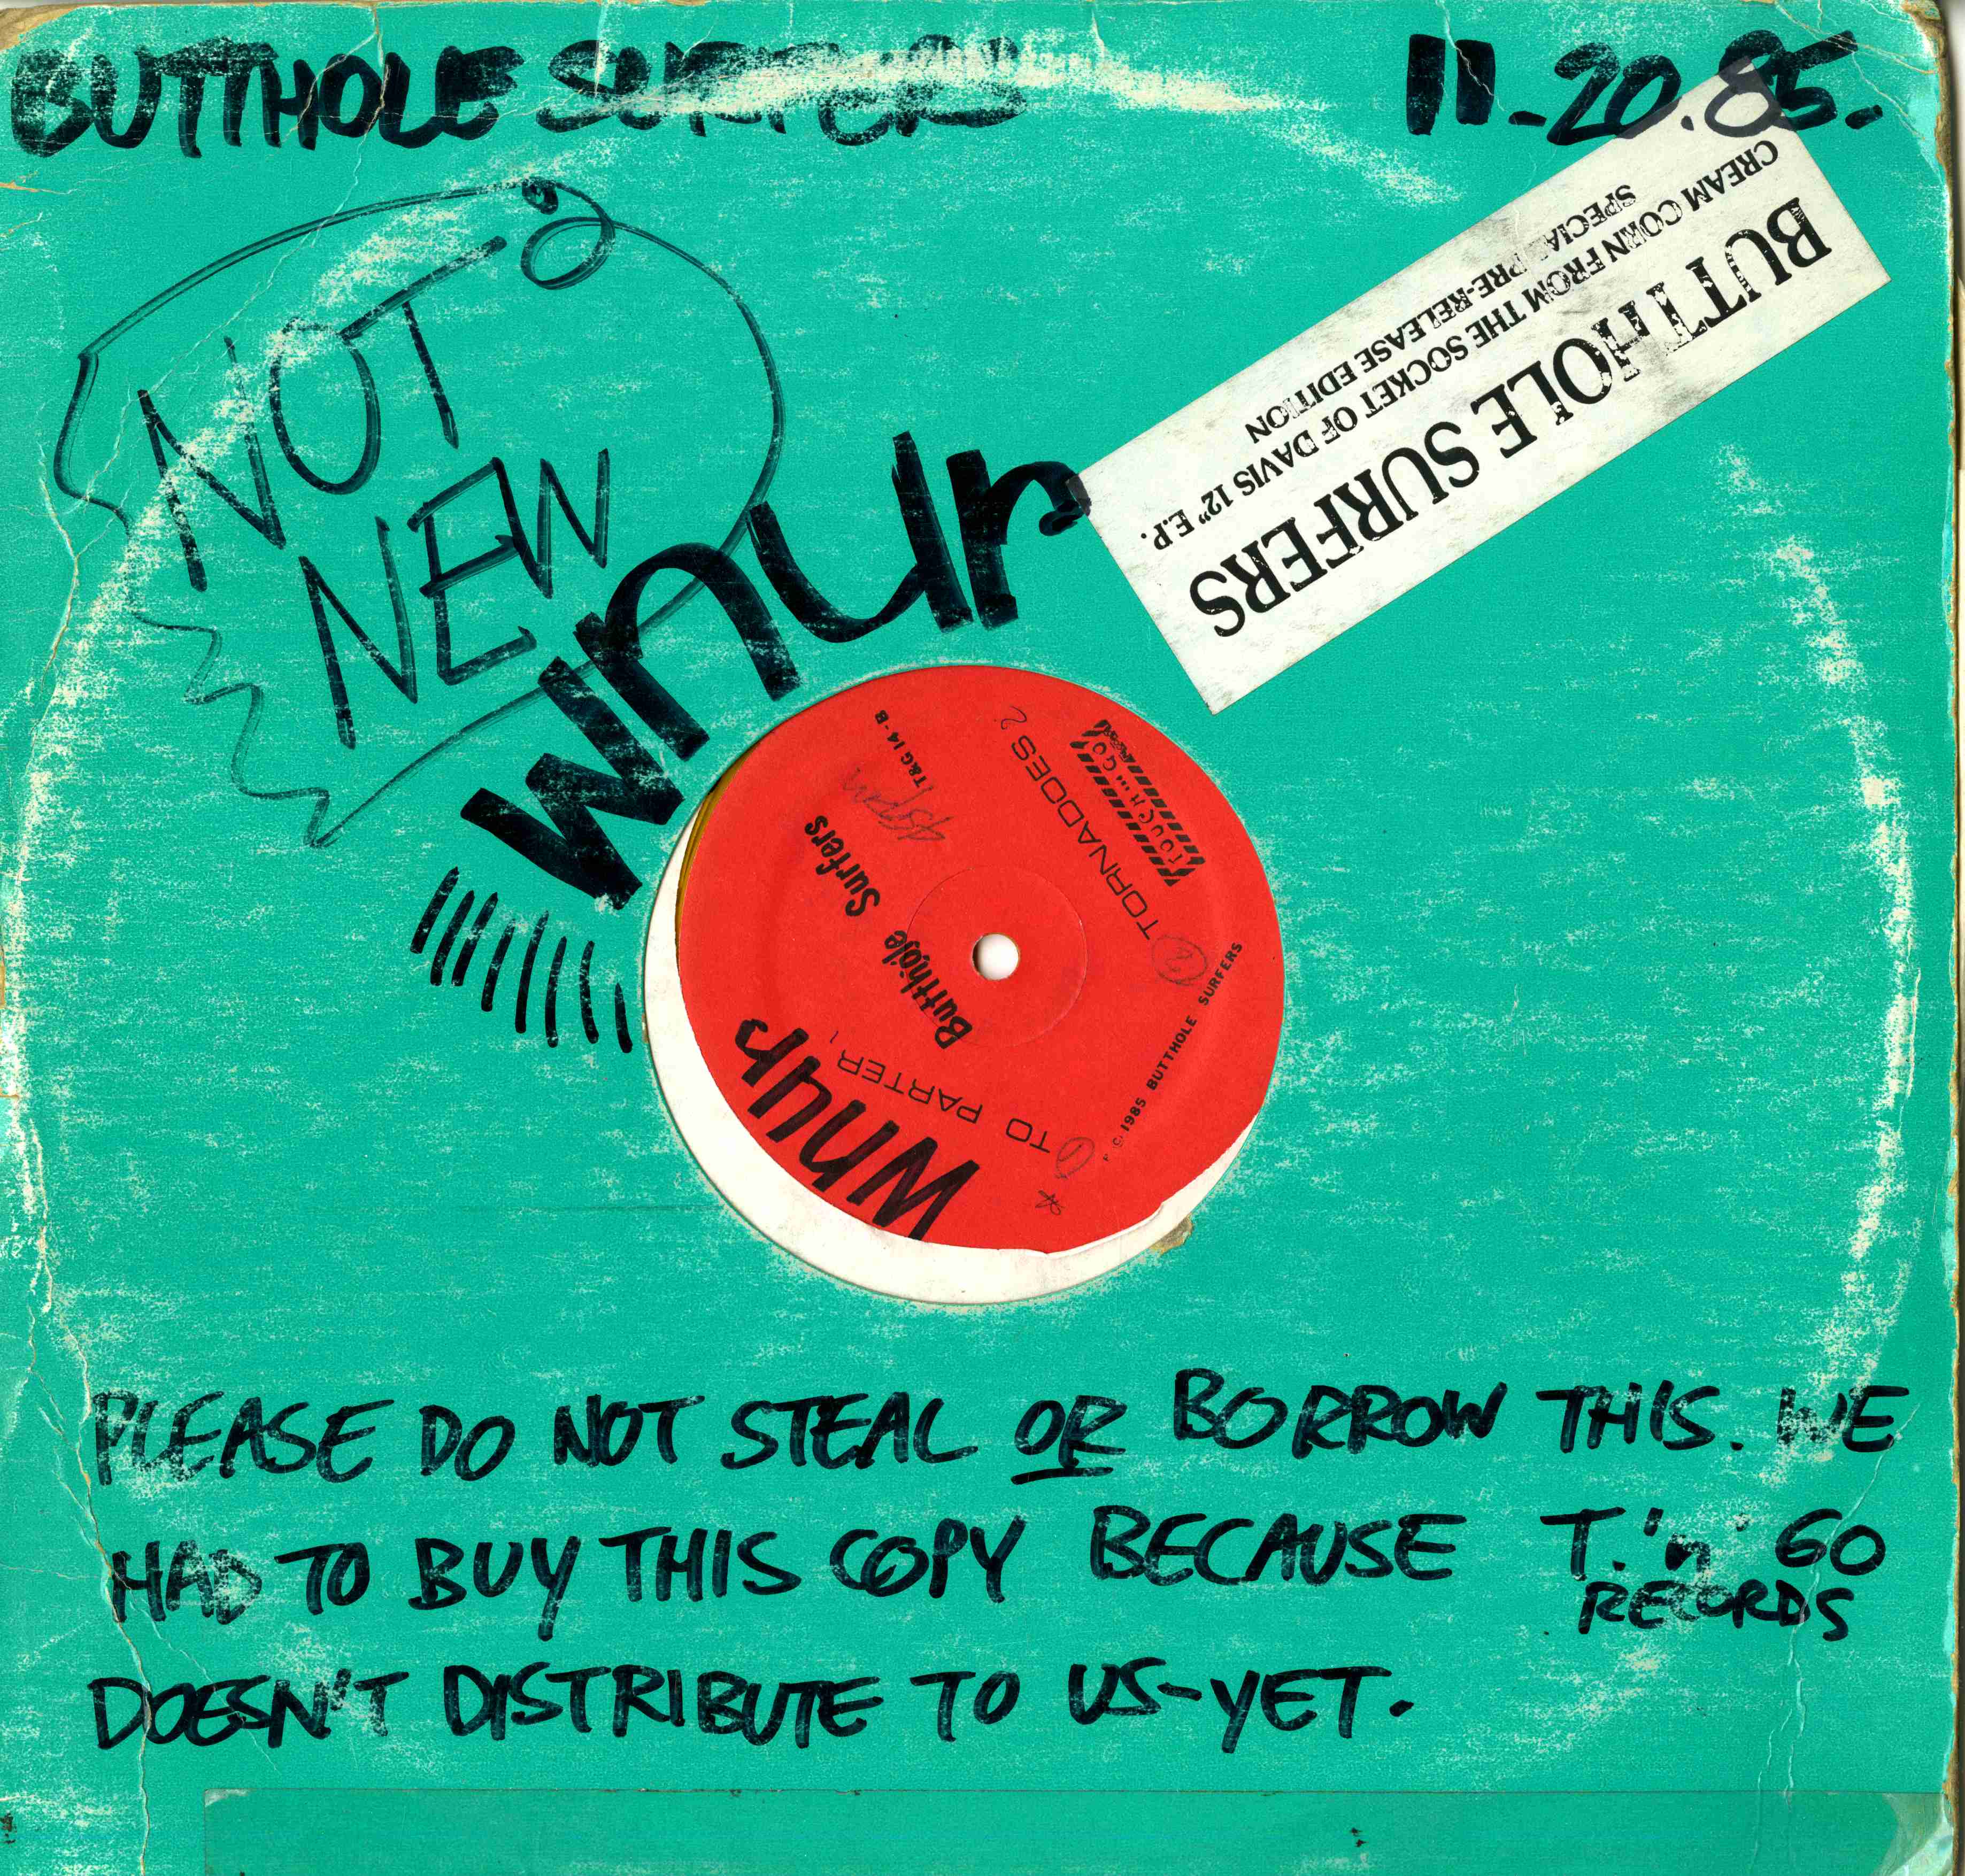 BUTTHOLE SURFERS
11-20.85.
NOT
NEW
WNUR
BUTTHOLE SURFERS
CREAM CORN FROM THE SOCKET OF DAVIS 12" E.P.
SPECIAL PRE-RELEASE EDITION
TOUCH "n" GO
② TORNADOES 2
T&G 14-B
45rpm
Butthole Surfers
① TO PARTER 1
WNUR
P C 1985 BUTTHOLE SURFERS
PLEASE DO NOT STEAL OR BORROW THIS. WE
HAD TO BUY THIS COPY BECAUSE T. 'n' GO
RECORDS
DOESN'T DISTRIBUTE TO US-YET.